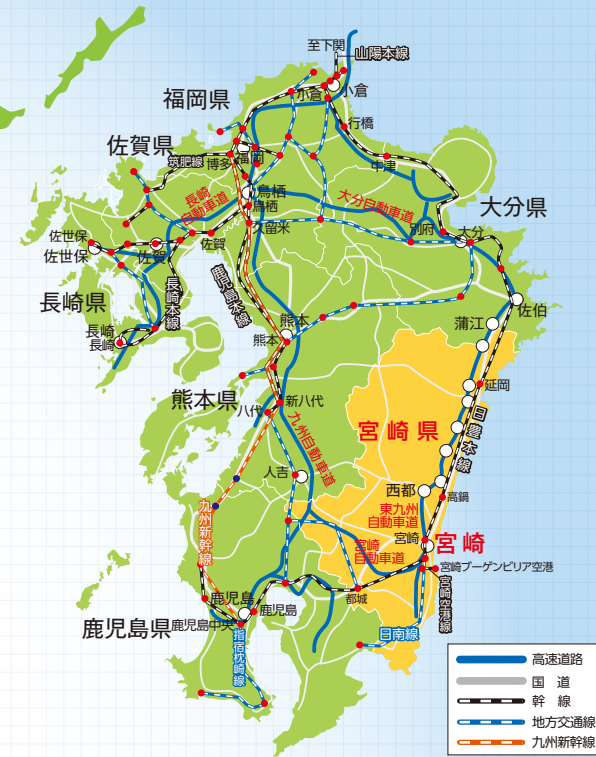 至下関
山陽本線
小倉
小倉
福岡県
行橋
佐賀県
筑肥線
博多
福岡
中津
長崎
自動車道
鳥栖
鳥栖
大分自動車道
大分県
久留米
別府
大分
佐世保
佐世保
佐賀
佐賀
長崎県
長崎本線
鹿児島本線
佐伯
蒲江
長崎
長崎
熊本
熊本
延岡
熊本県
八代
新八代
宮崎県
日豊本線
九州自動車道
人吉
西都
高鍋
九州新幹線
東九州
自動車道
宮崎
宮崎
宮崎
自動車道
宮崎ブーゲンビリア空港
宮崎空港線
都城
鹿児島
鹿児島
鹿児島県
鹿児島中央
指宿枕崎線
日南線
高速道路
国道
幹線
地方交通線
九州新幹線